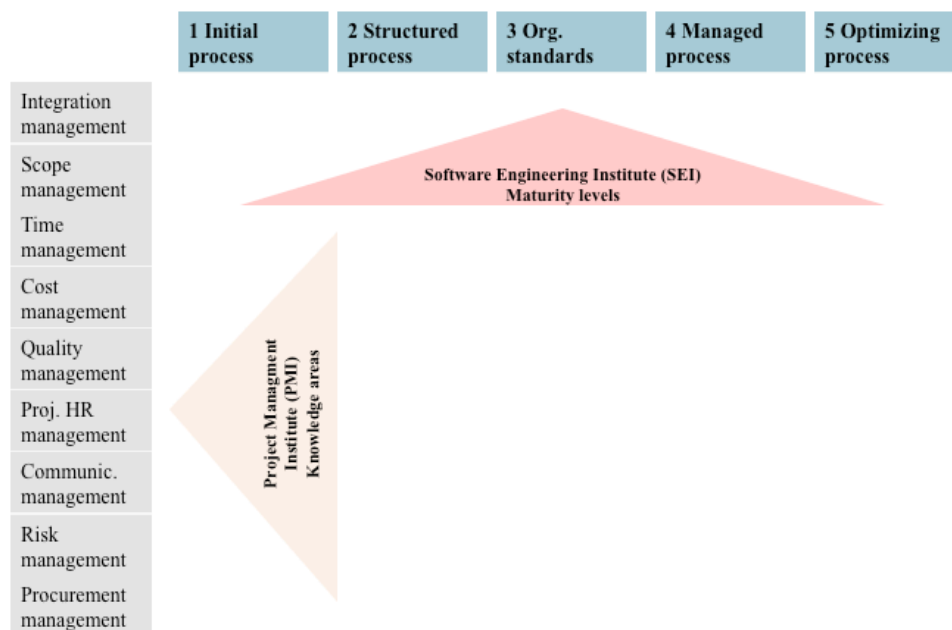 1 Initial
process
2 Structured
process
3 Org.
standards
4 Managed
process
5 Optimizing
process
Integration
management
Scope
management
Time
management
Cost
management
Quality
management
Proj. HR
management
Communic.
management
Risk
management
Procurement
management
Software Engineering Institute (SEI)
Maturity levels
Project Managment
Institute (PMI)
Knowledge areas